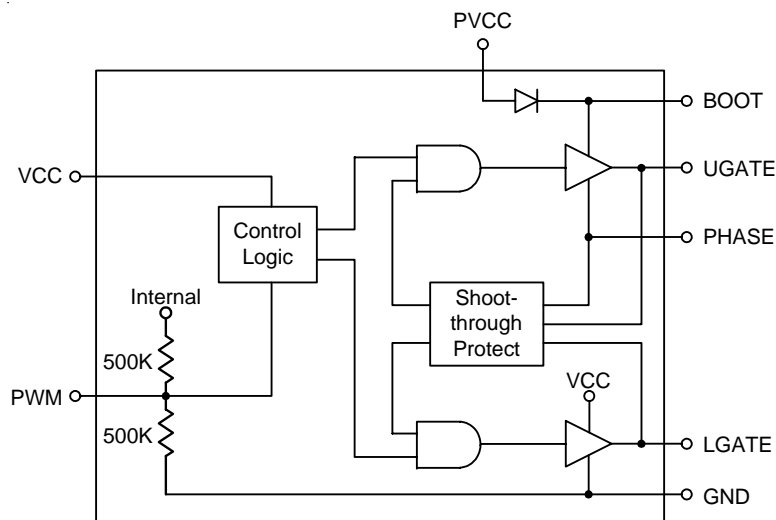 PVCC
BOOT
VCC
UGATE
Control
Logic
PHASE
Internal
Shoot-
through
Protect
500K
VCC
PWM
500K
LGATE
GND